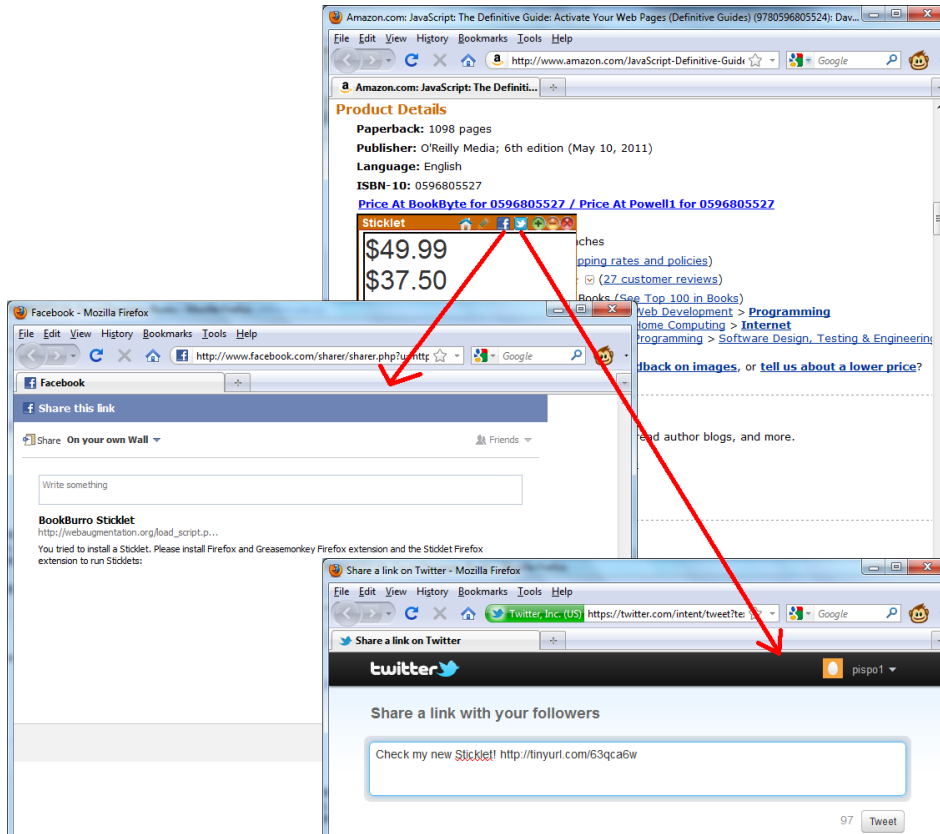 Amazon.com: JavaScript: The Definitive Guide: Activate Your Web Pages (Definitive Guides) (9780596805524): Dav...
File Edit View History Bookmarks Tools Help
http://www.amazon.com/JavaScript-Definitive-Guide
Google
Amazon.com: JavaScript: The Definiti...
Product Details
Paperback: 1098 pages
Publisher: O'Reilly Media; 6th edition (May 10, 2011)
Language: English
ISBN-10: 0596805527
Price At BookByte for 0596805527 / Price At Powell1 for 0596805527
Sticklet
$49.99
$37.50
ches
pping rates and policies)
(27 customer reviews)
Books (See Top 100 in Books)
Web Development > Programming
Home Computing > Internet
Programming > Software Design, Testing & Engineering
dback on images, or tell us about a lower price?
ead author blogs, and more.
Facebook - Mozilla Firefox
File Edit View History Bookmarks Tools Help
http://www.facebook.com/sharer/sharer.php?u=http
Google
Facebook
Share this link
Share On your own Wall
Friends
Write something
BookBurro Sticklet
http://webaugmentation.org/load_script.p...
You tried to install a Sticklet. Please install Firefox and Greasemonkey Firefox extension and the Sticklet Firefox
extension to run Sticklets:
Share a link on Twitter - Mozilla Firefox
File Edit View History Bookmarks Tools Help
Twitter, Inc. (US) https://twitter.com/intent/tweet?te
Google
Share a link on Twitter
twitter
pispo1
Share a link with your followers
Check my new Sticklet! http://tinyurl.com/63qca6w
97 Tweet